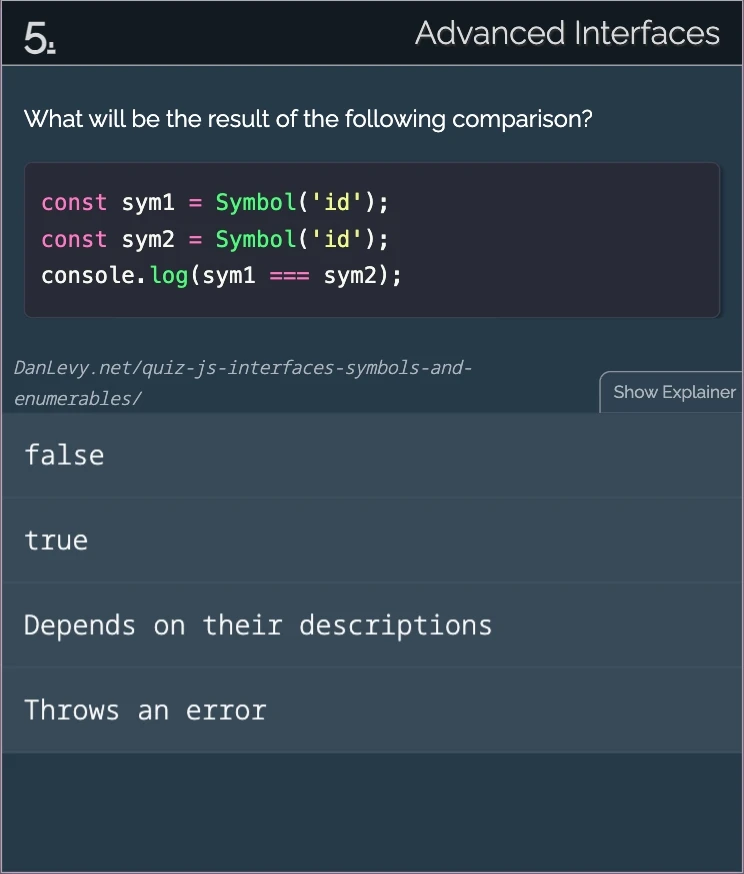 5.
Advanced Interfaces
What will be the result of the following comparison?
const sym1 = Symbol('id');
const sym2 = Symbol('id');
console.log(sym1 === sym2);
DanLevy.net/quiz-js-interfaces-symbols-and-
enumerables/
Show Explainer
false
true
Depends on their descriptions
Throws an error